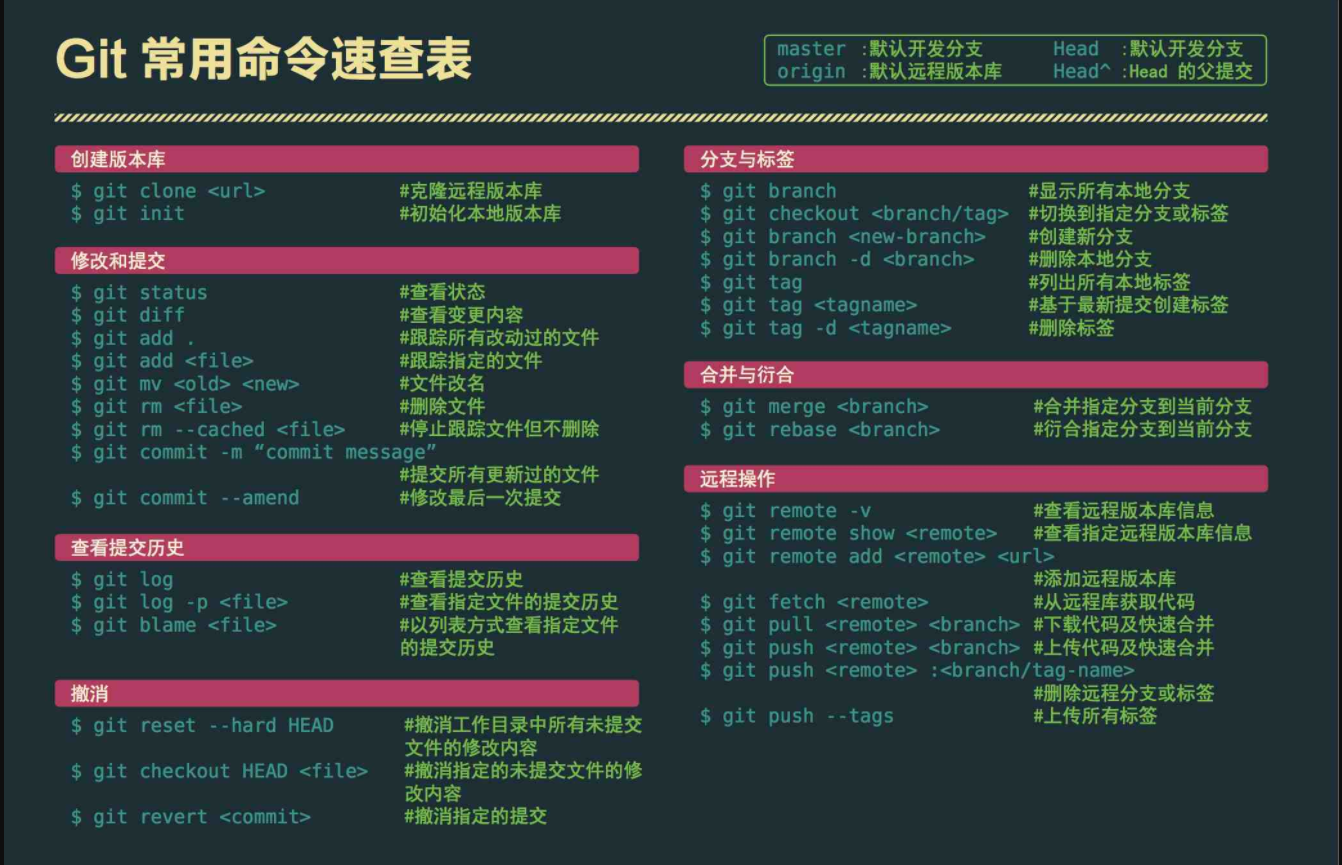 Git 常用命令速查表
master :默认开发分支 Head :默认开发分支
origin :默认远程版本库 Head^ :Head 的父提交
创建版本库
$ git clone <url> #克隆远程版本库
$ git init #初始化本地版本库
修改和提交
$ git status #查看状态
$ git diff #查看变更内容
$ git add . #跟踪所有改动过的文件
$ git add <file> #跟踪指定的文件
$ git mv <old> <new> #文件改名
$ git rm <file> #删除文件
$ git rm --cached <file> #停止跟踪文件但不删除
$ git commit -m “commit message”
#提交所有更新过的文件
$ git commit --amend #修改最后一次提交
查看提交历史
$ git log #查看提交历史
$ git log -p <file> #查看指定文件的提交历史
$ git blame <file> #以列表方式查看指定文件
的提交历史
撤消
$ git reset --hard HEAD #撤消工作目录中所有未提交
文件的修改内容
$ git checkout HEAD <file> #撤消指定的未提交文件的修
改内容
$ git revert <commit> #撤消指定的提交
分支与标签
$ git branch #显示所有本地分支
$ git checkout <branch/tag> #切换到指定分支或标签
$ git branch <new-branch> #创建新分支
$ git branch -d <branch> #删除本地分支
$ git tag #列出所有本地标签
$ git tag <tagname> #基于最新提交创建标签
$ git tag -d <tagname> #删除标签
合并与衍合
$ git merge <branch> #合并指定分支到当前分支
$ git rebase <branch> #衍合指定分支到当前分支
远程操作
$ git remote -v #查看远程版本库信息
$ git remote show <remote> #查看指定远程版本库信息
$ git remote add <remote> <url>
#添加远程版本库
$ git fetch <remote> #从远程库获取代码
$ git pull <remote> <branch> #下载代码及快速合并
$ git push <remote> <branch> #上传代码及快速合并
$ git push <remote> :<branch/tag-name>
#删除远程分支或标签
$ git push --tags #上传所有标签